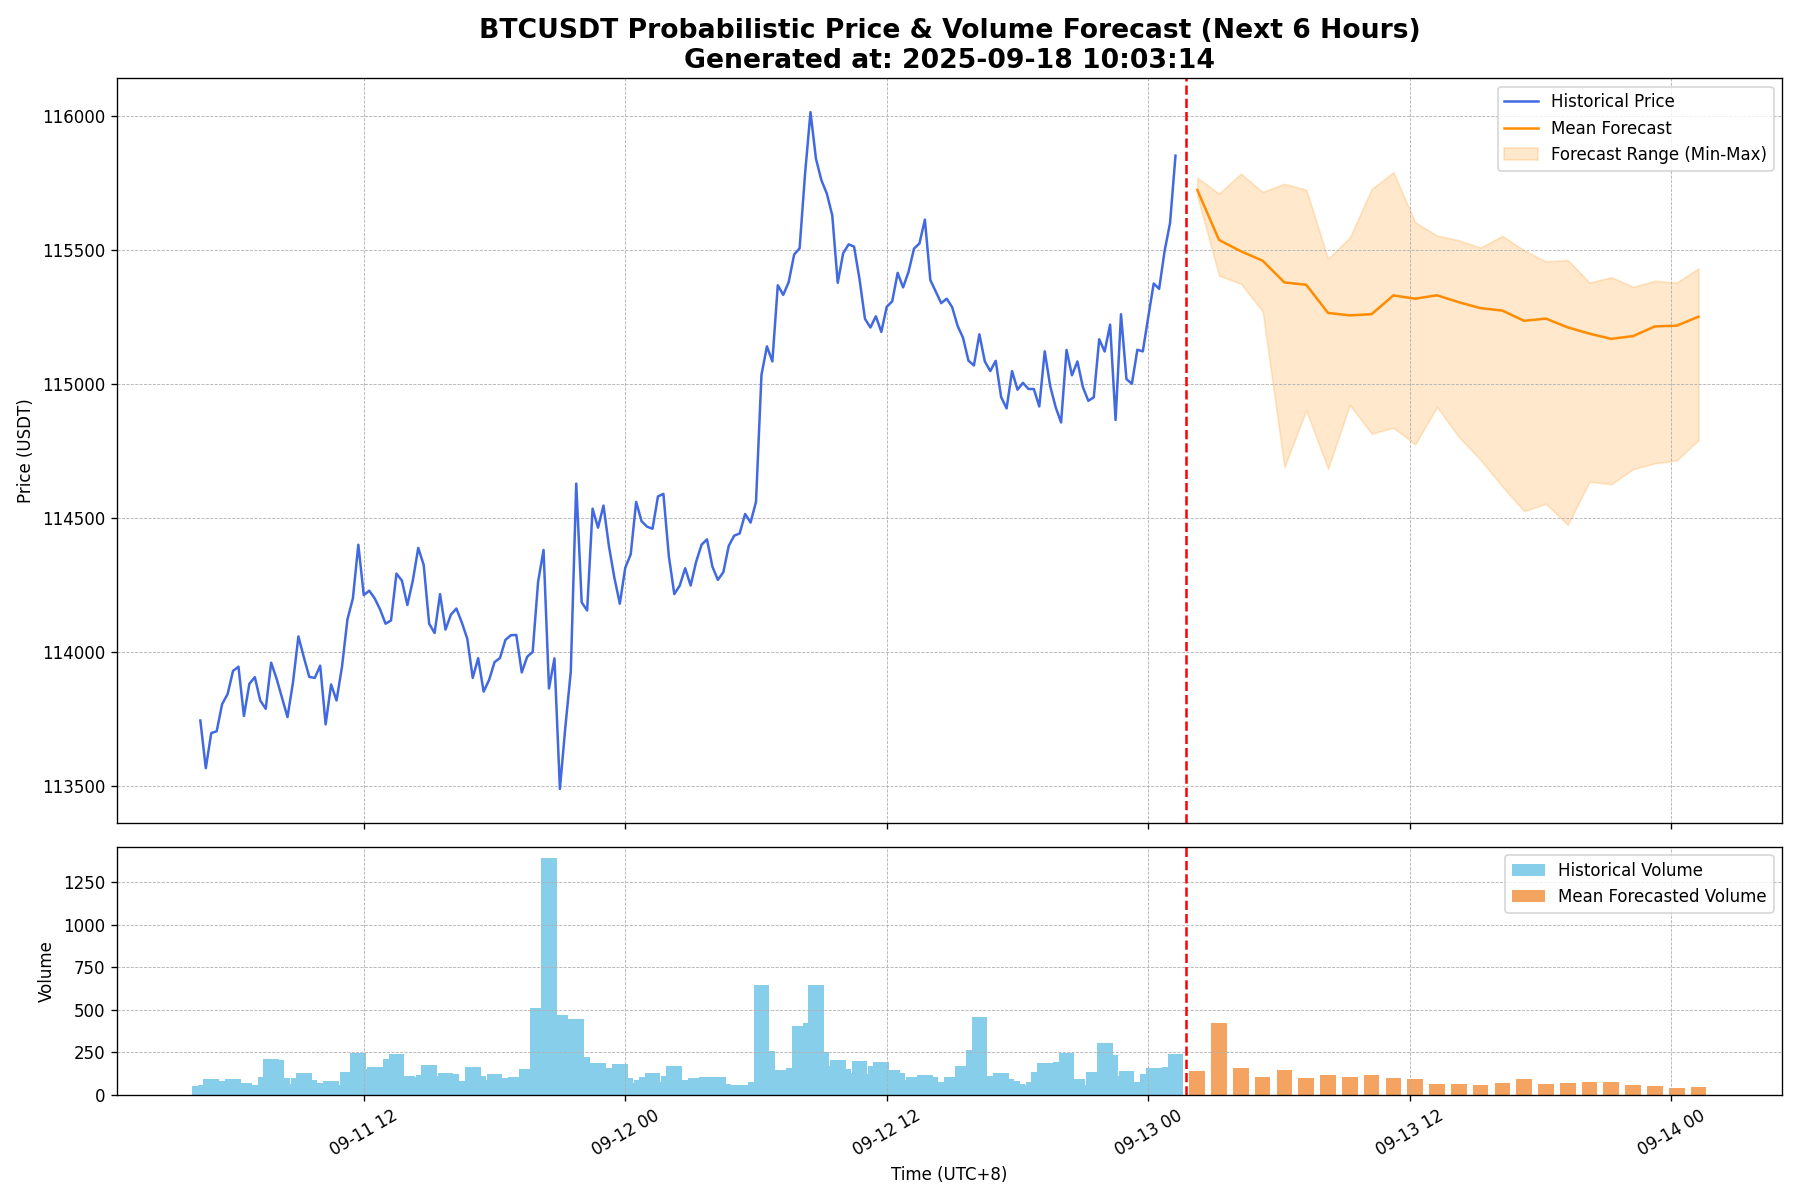 BTCUSDT Probabilistic Price & Volume Forecast (Next 6 Hours)
Generated at: 2025-09-18 10:03:14
Historical Price
Mean Forecast
Forecast Range (Min-Max)
Price (USDT)
116000
115500
115000
114500
114000
113500
Historical Volume
Mean Forecasted Volume
Volume
1250
1000
750
500
250
0
09-11 12
09-12 00
09-12 12
09-13 00
09-13 12
09-14 00
Time (UTC+8)